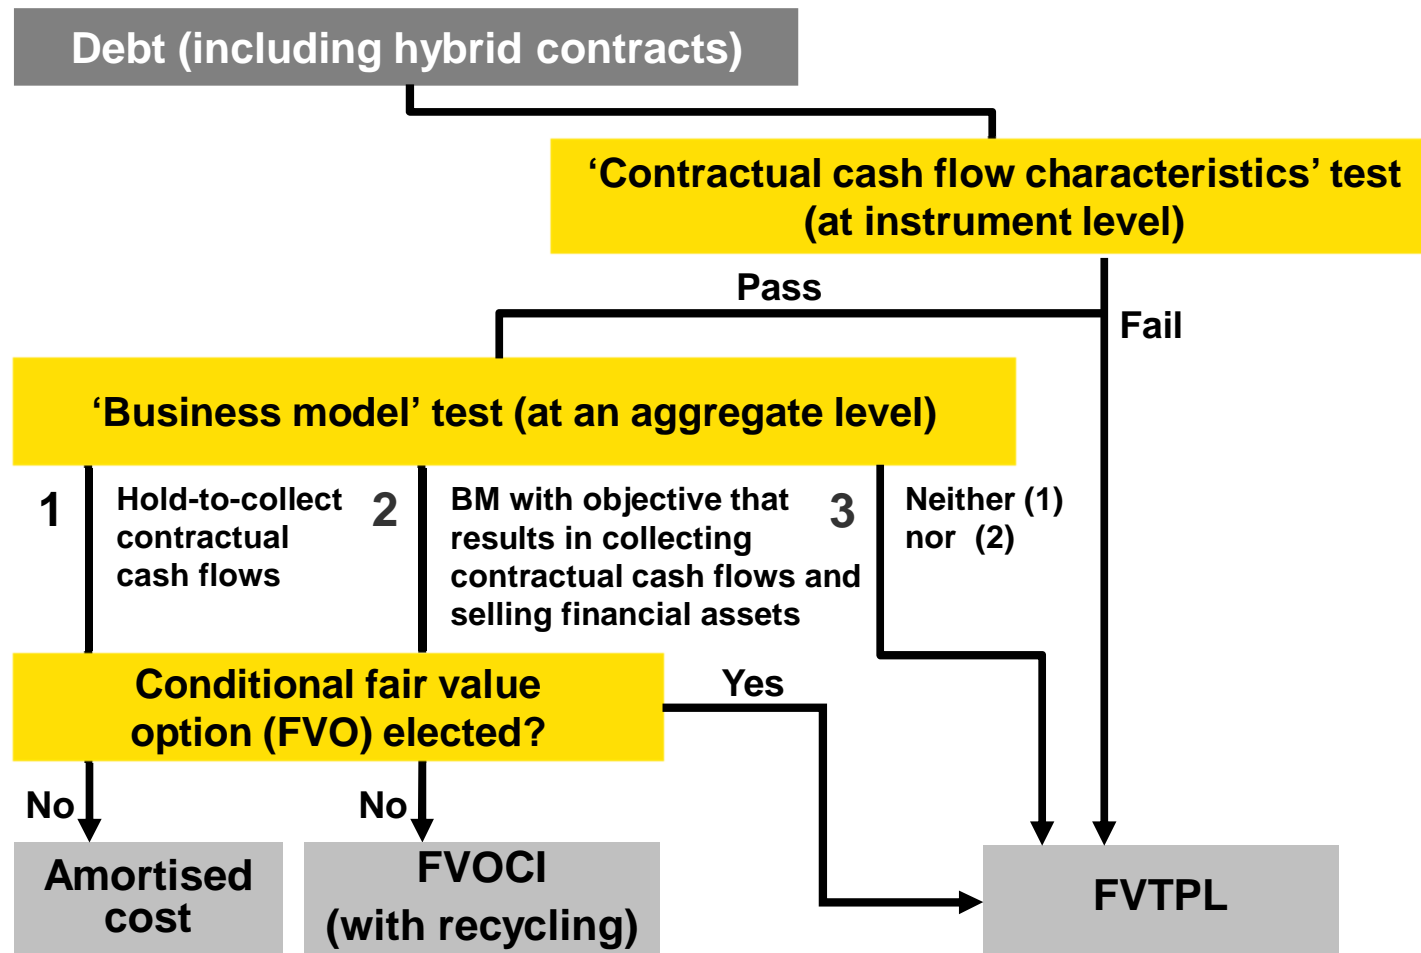 Debt (including hybrid contracts)
‘Contractual cash flow characteristics’ test
(at instrument level)
Pass
Fail
‘Business model’ test (at an aggregate level)
1
Hold-to-collect
contractual
cash flows
2
BM with objective that
results in collecting
contractual cash flows and
selling financial assets
3
Neither (1)
nor (2)
Conditional fair value
option (FVO) elected?
Yes
No
No
Amortised
cost
FVOCI
(with recycling)
FVTPL